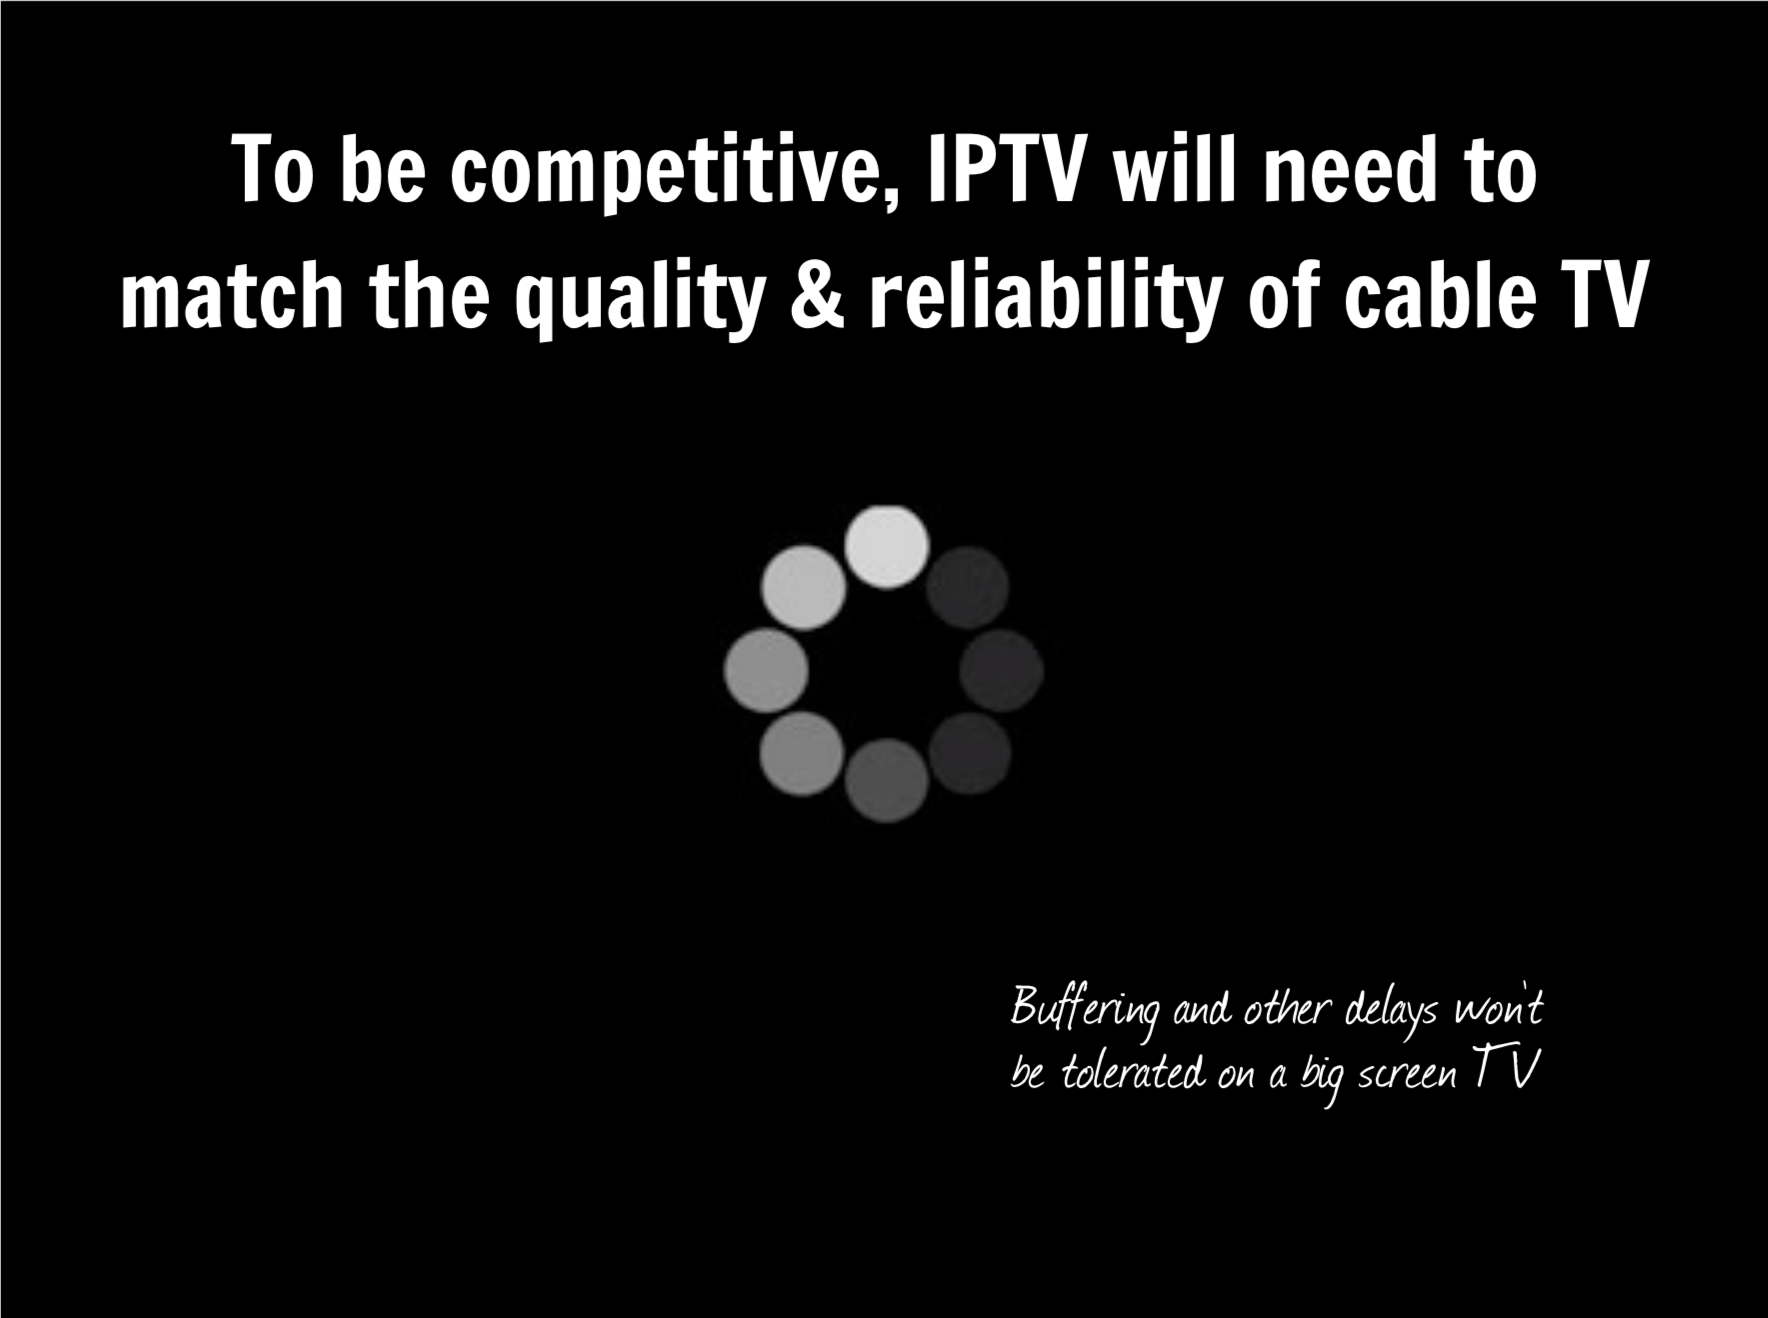 To be competitive, IPTV will need to
match the quality & reliability of cable TV
Buffering and other delays won't
be tolerated on a big screen TV